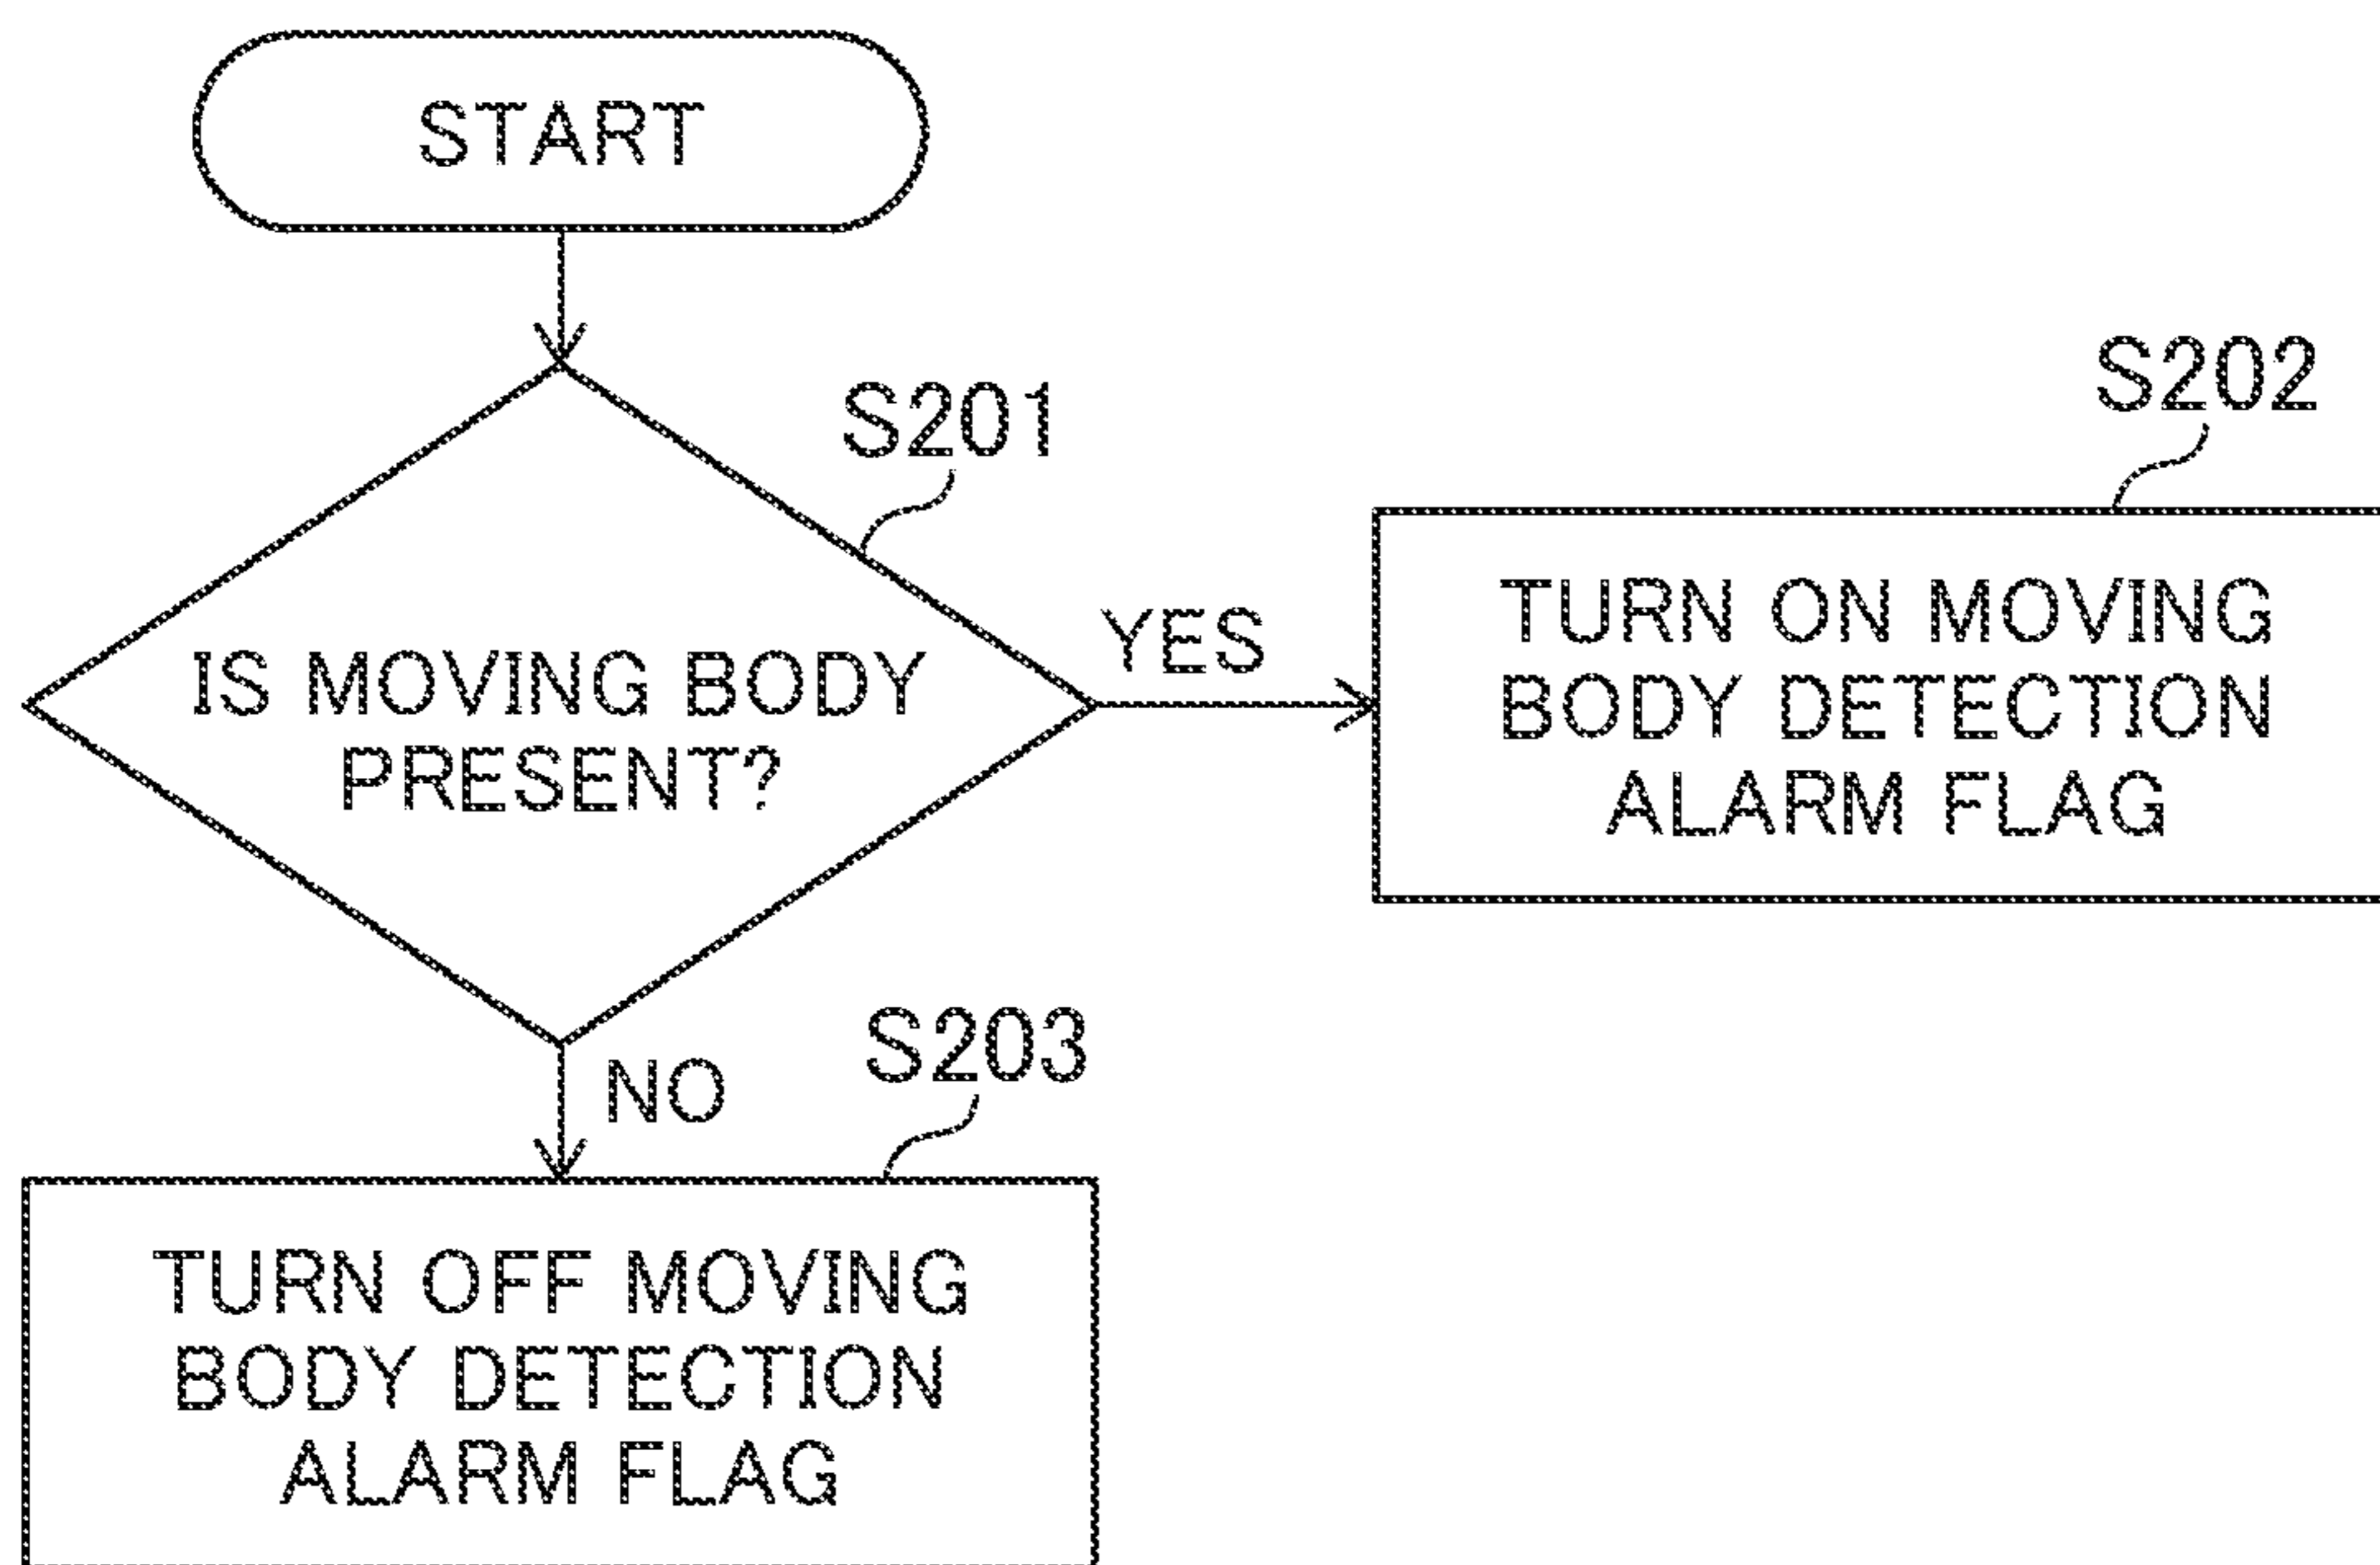 START
S201
S202
IS MOVING BODY
PRESENT?
YES
TURN ON MOVING
BODY DETECTION
ALARM FLAG
NO
S203
TURN OFF MOVING
BODY DETECTION
ALARM FLAG